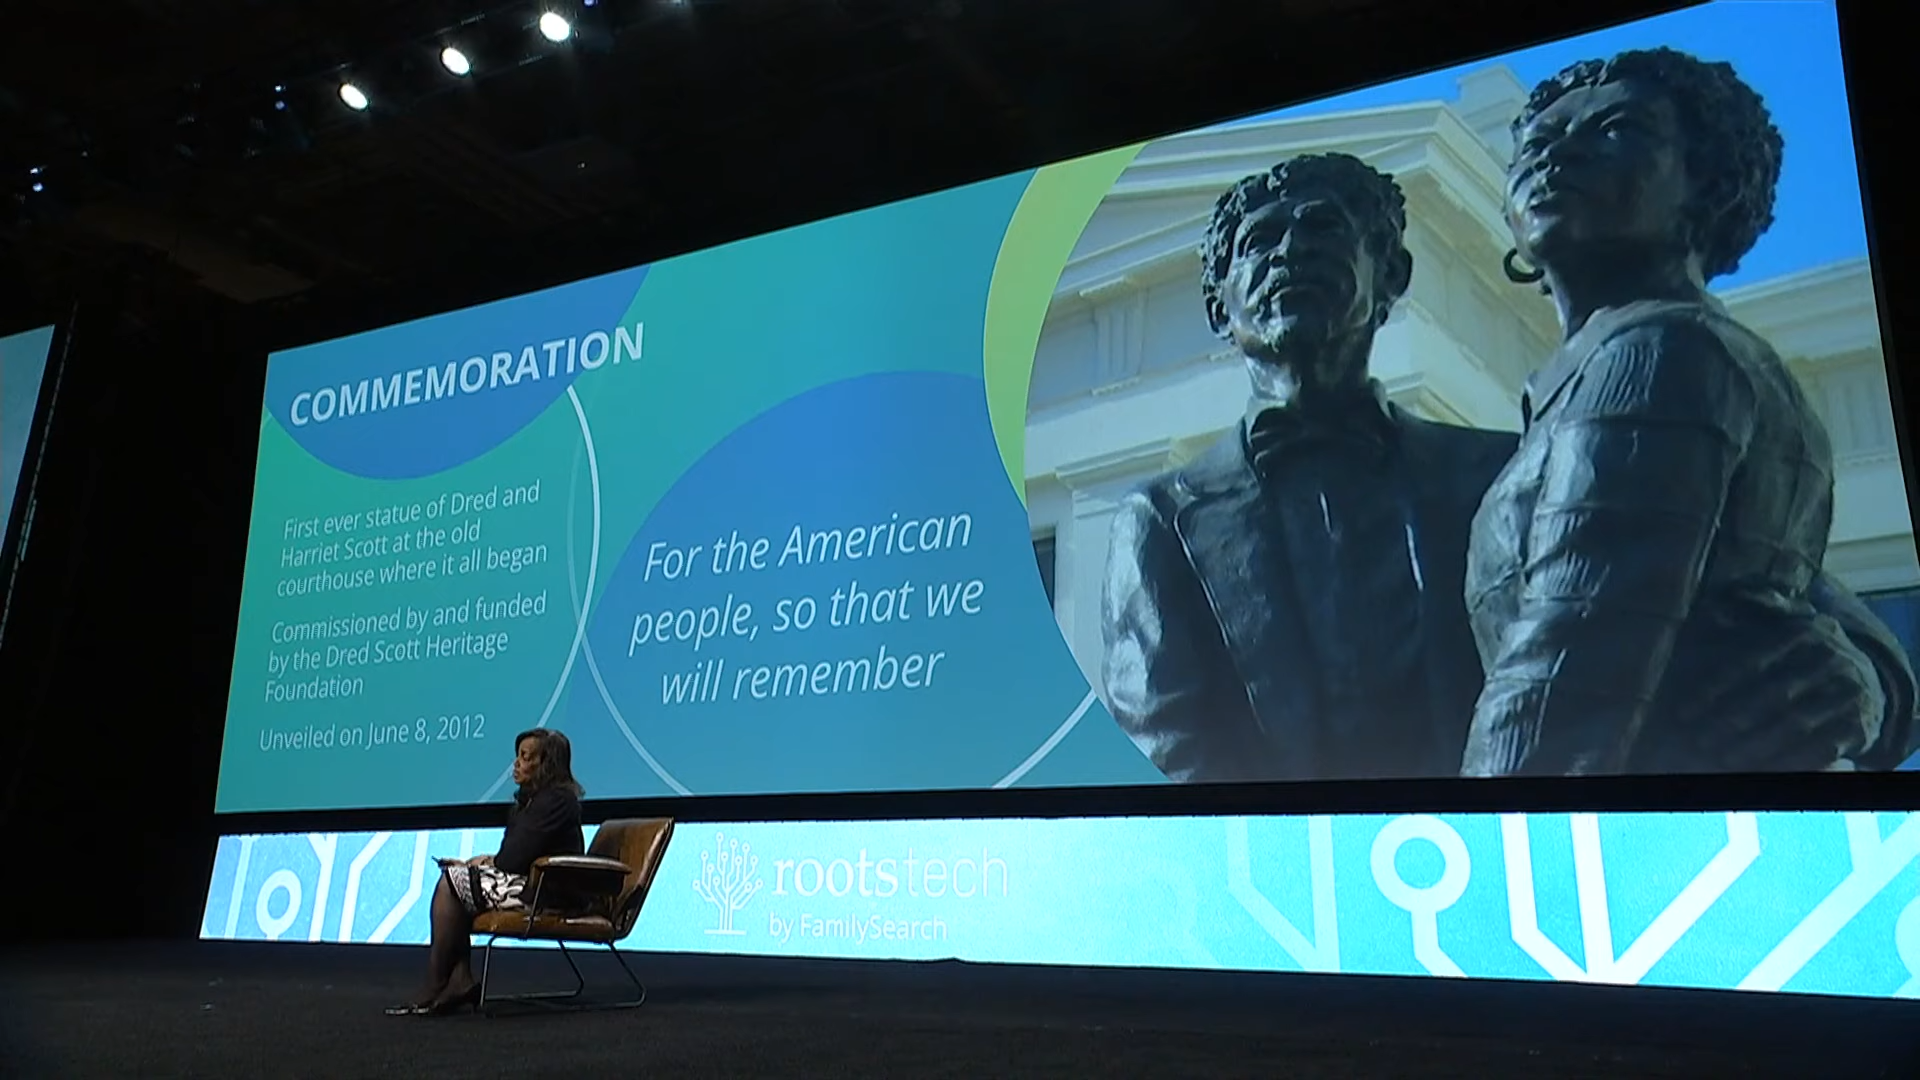 COMMEMORATION
First ever statue of Dred and
Harriet Scott at the old
courthouse where it all began
Commissioned by and funded
by the Dred Scott Heritage
Foundation
Unveiled on June 8, 2012
For the American
people, so that we
will remember
rootstech
by FamilySearch